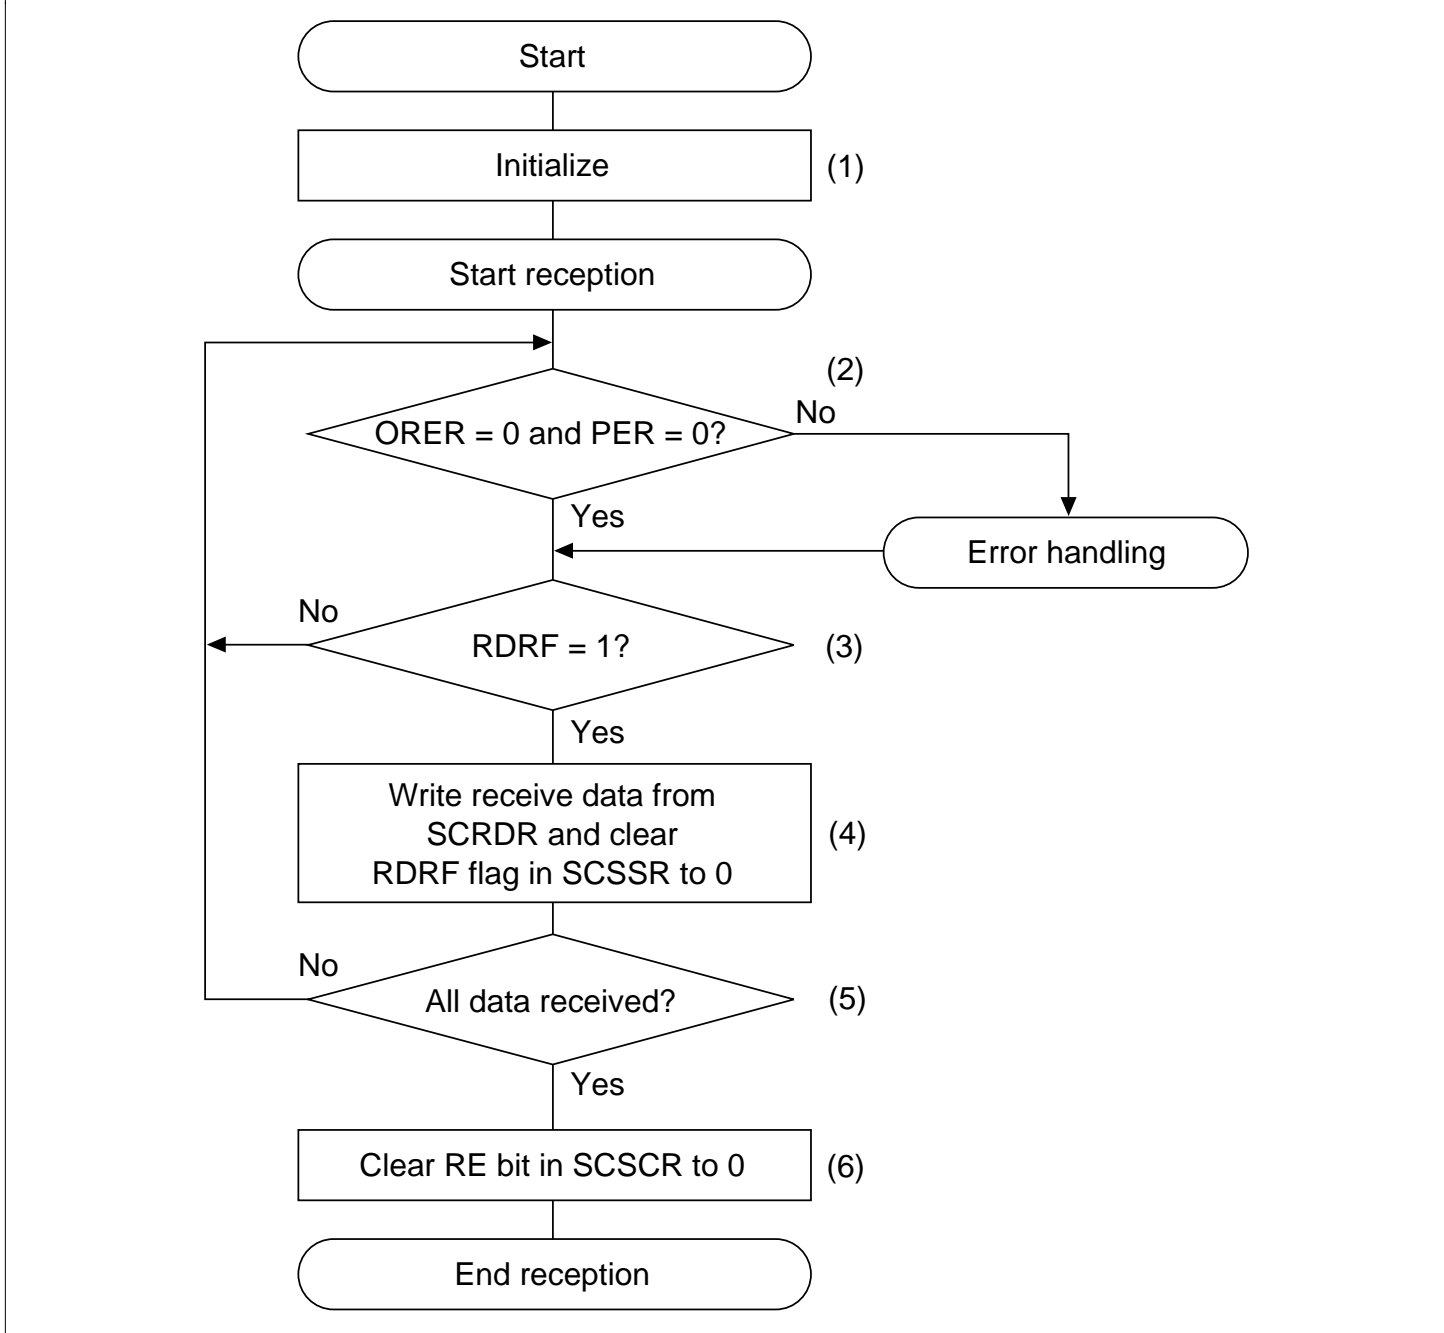 Start
Initialize
(1)
Start reception
(2)
No
ORER = 0 and PER = 0?
Yes
Error handling
No
RDRF = 1?
(3)
Yes
Write receive data from
SCRDR and clear
RDRF flag in SCSSR to 0
(4)
No
All data received?
(5)
Yes
Clear RE bit in SCSCR to 0
(6)
End reception